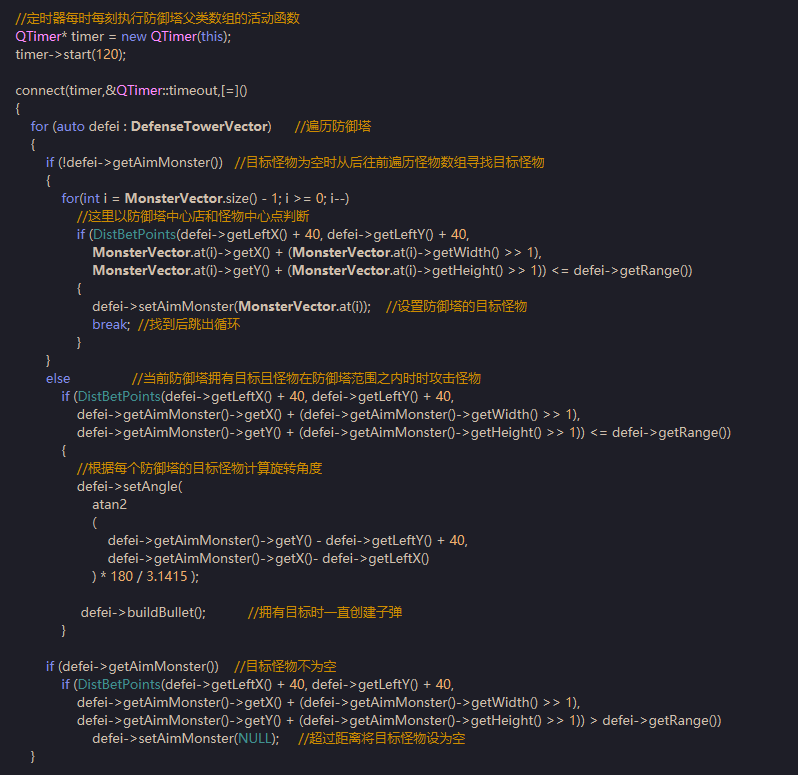 //定时器每时每刻执行防御塔父类数组的活动函数
QTimer* timer = new QTimer(this);
timer->start(120);
connect(timer,&QTimer::timeout,[=]()
{
for (auto defei : DefenseTowerVector) //遍历防御塔
{
if (!defei->getAimMonster()) //目标怪物为空时从后往前遍历怪物数组寻找目标怪物
{
for(int i = MonsterVector.size() - 1; i >= 0; i--)
//这里以防御塔中心店和怪物中心点判断
if (DistBetPoints(defei->getLeftX() + 40, defei->getLeftY() + 40,
MonsterVector.at(i)->getX() + (MonsterVector.at(i)->getWidth() >> 1),
MonsterVector.at(i)->getY() + (MonsterVector.at(i)->getHeight() >> 1)) <= defei->getRange())
{
defei->setAimMonster(MonsterVector.at(i)); //设置防御塔的目标怪物
break; //找到后跳出循环
}
}
else //当前防御塔拥有目标且怪物在防御塔范围之内时时攻击怪物
if (DistBetPoints(defei->getLeftX() + 40, defei->getLeftY() + 40,
defei->getAimMonster()->getX() + (defei->getAimMonster()->getWidth() >> 1),
defei->getAimMonster()->getY() + (defei->getAimMonster()->getHeight() >> 1)) <= defei->getRange())
{
//根据每个防御塔的目标怪物计算旋转角度
defei->setAngle(
atan2
(
defei->getAimMonster()->getY() - defei->getLeftY() + 40,
defei->getAimMonster()->getX()- defei->getLeftX()
) * 180 / 3.1415 );
defei->buildBullet(); //拥有目标时一直创建子弹
}
if (defei->getAimMonster()) //目标怪物不为空
if (DistBetPoints(defei->getLeftX() + 40, defei->getLeftY() + 40,
defei->getAimMonster()->getX() + (defei->getAimMonster()->getWidth() >> 1),
defei->getAimMonster()->getY() + (defei->getAimMonster()->getHeight() >> 1)) > defei->getRange())
defei->setAimMonster(NULL); //超过距离将目标怪物设为空
}